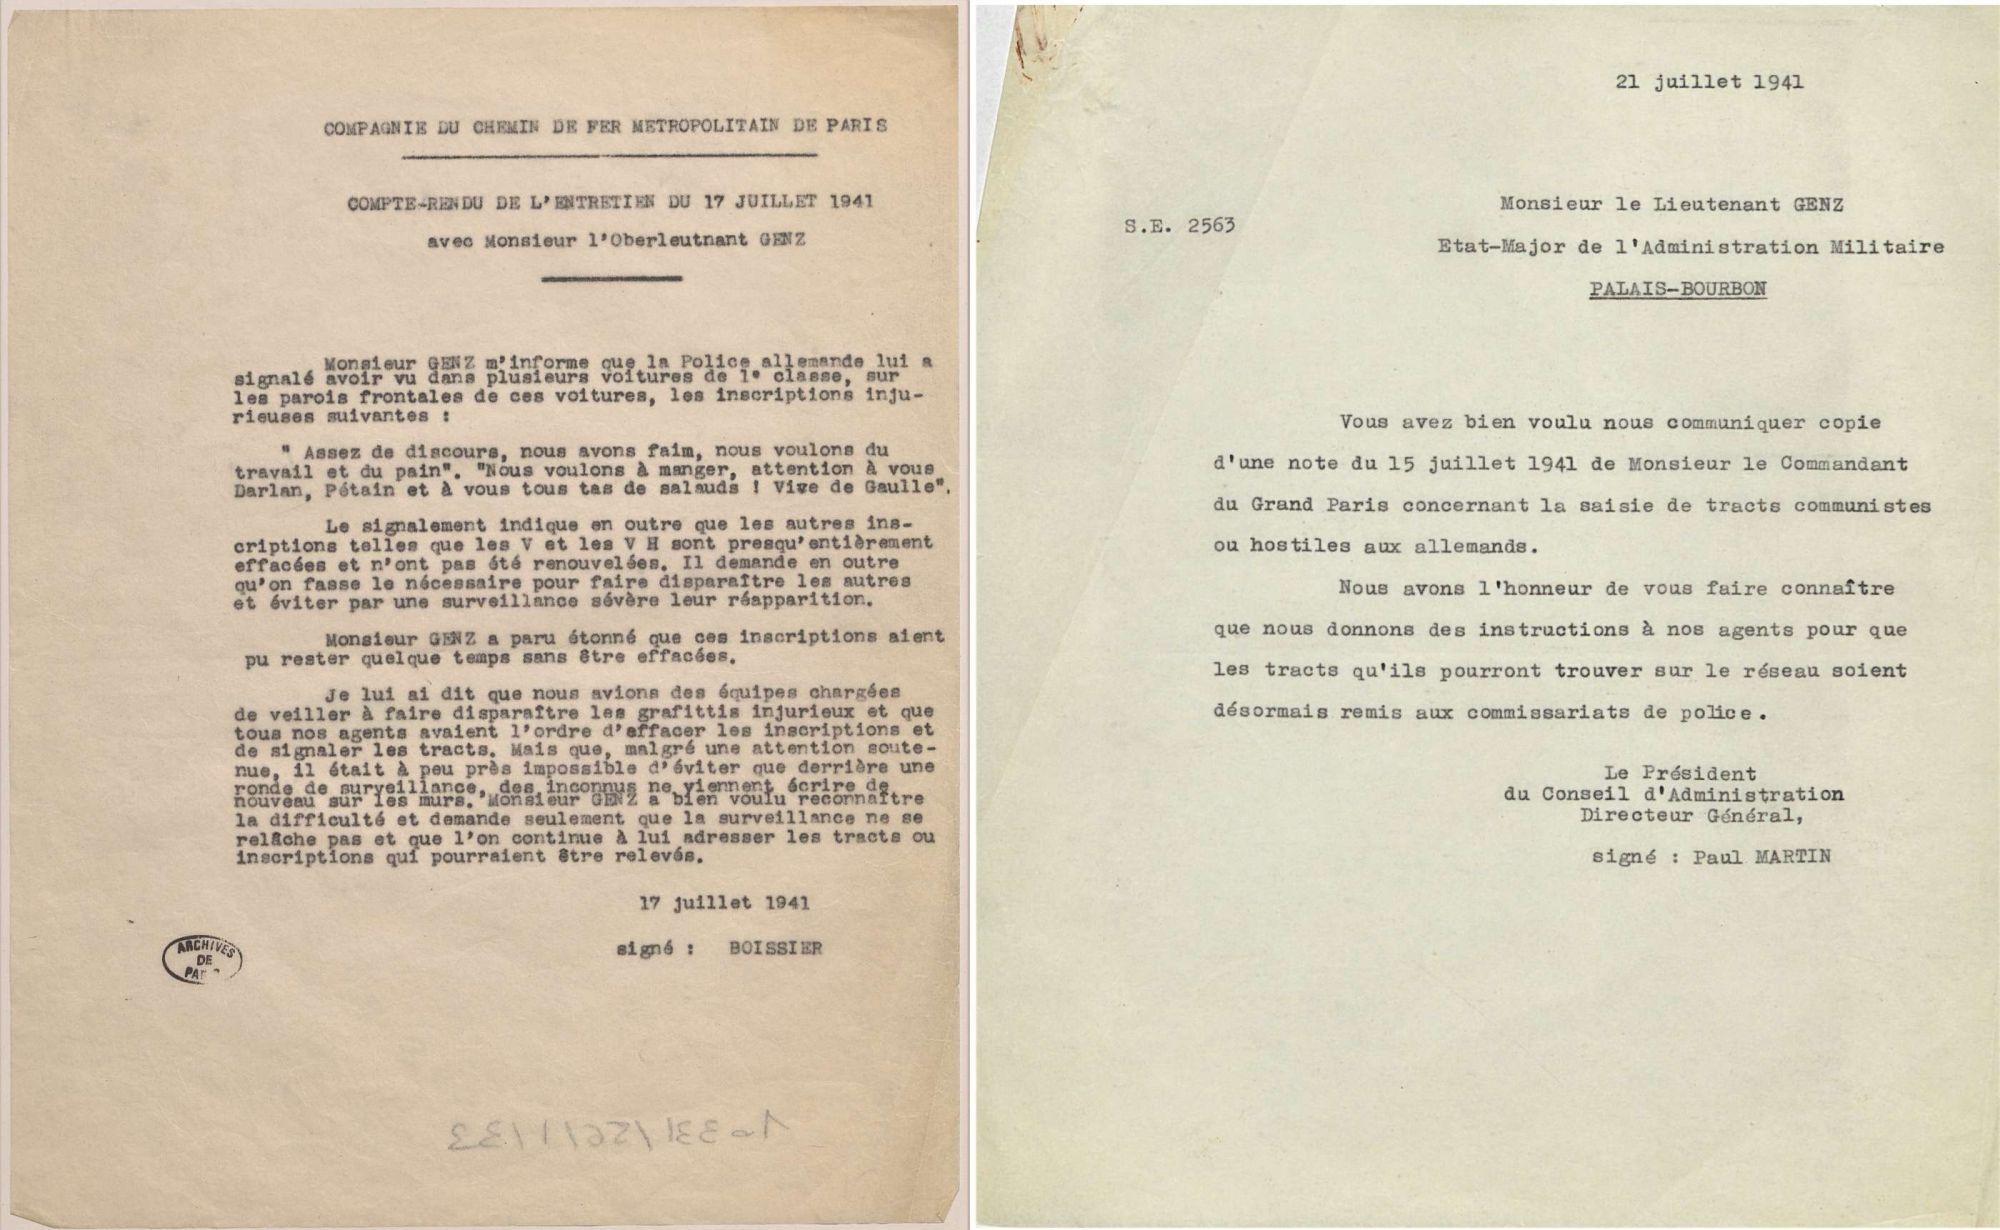 COMPAGNIE DU CHEMIN DE FER METROPOLITAIN DE PARIS
COMPTE-RENDU DE L'ENTRETIEN DU 17 JUILLET 1941
avec Monsieur l'Oberleutnant GENZ
Monsieur GENZ m'informe que la Police allemande lui a
signalé avoir vu dans plusieurs voitures de 1° classe, sur
les parois frontales de ces voitures, les inscriptions inju-
rieuses suivantes :
" Assez de discours, nous avons faim, nous voulons du
travail et du pain". "Nous voulons à manger, attention à vous
Darlan, Pétain et à vous tous tas de salauds ! Vive de Gaulle".
Le signalement indique en outre que les autres ins-
criptions telles que les V et les V H sont presqu'entièrement
effacées et n'ont pas été renouvelées. Il demande en outre
qu'on fasse le nécessaire pour faire disparaître les autres
et éviter par une surveillance sévère leur réapparition.
Monsieur GENZ a paru étonné que ces inscriptions aient
pu rester quelque temps sans être effacées.
Je lui ai dit que nous avions des équipes chargées
de veiller à faire disparaître les grafittis injurieux et que
tous nos agents avaient l'ordre d'effacer les inscriptions et
de signaler les tracts. Mais que, malgré une attention soute-
nue, il était à peu près impossible d'éviter que derrière une
ronde de surveillance, des inconnus ne viennent écrire de
nouveau sur les murs. Monsieur GENZ a bien voulu reconnaître
la difficulté et demande seulement que la surveillance ne se
relâche pas et que l'on continue à lui adresser les tracts ou
inscriptions qui pourraient être relevés.
17 juillet 1941
signé : BOISSIER
ARCHIVES
DE
21 juillet 1941
S.E. 2563
Monsieur le Lieutenant GENZ
Etat-Major de l'Administration Militaire
PALAIS-BOURBON
Vous avez bien voulu nous communiquer copie
d'une note du 15 juillet 1941 de Monsieur le Commandant
du Grand Paris concernant la saisie de tracts communistes
ou hostiles aux allemands.
Nous avons l'honneur de vous faire connaître
que nous donnons des instructions à nos agents pour que
les tracts qu'ils pourront trouver sur le réseau soient
désormais remis aux commissariats de police.
Le Président
du Conseil d'Administration
Directeur Général,
signé : Paul MARTIN